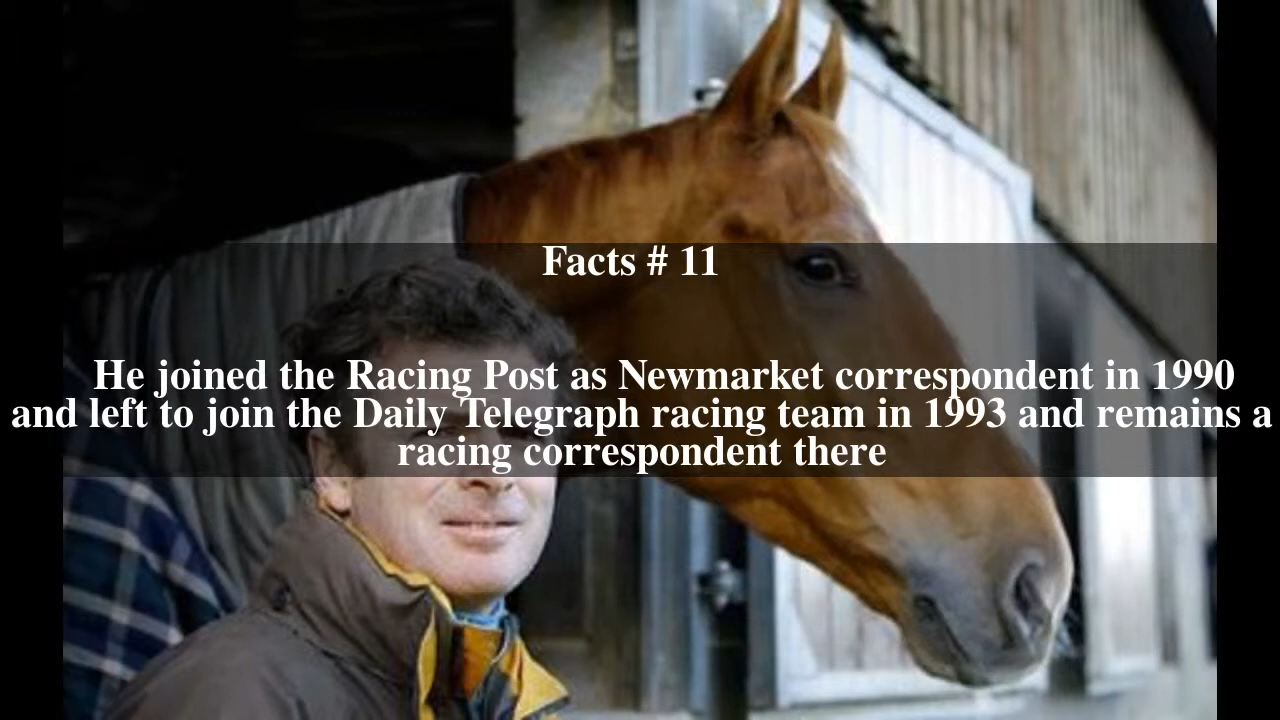 Facts # 11
He joined the Racing Post as Newmarket correspondent in 1990
and left to join the Daily Telegraph racing team in 1993 and remains a
racing correspondent there